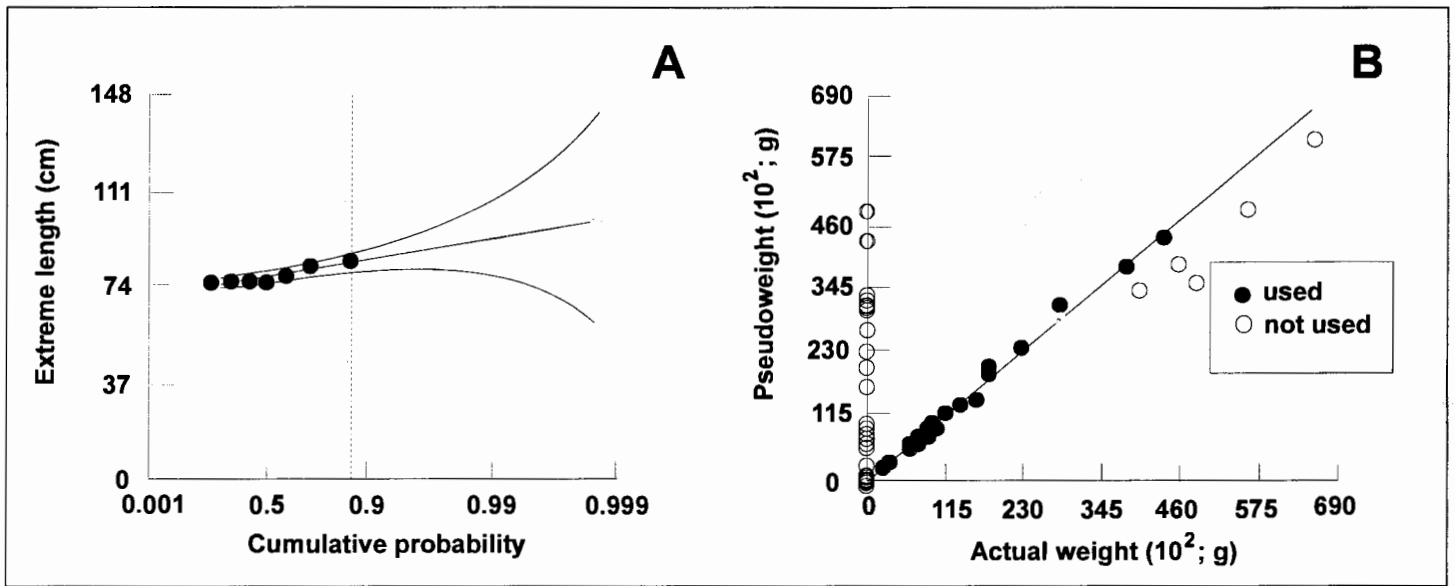 A
Extreme length (cm)
148
111
74
37
0
0.001 0.5 0.9 0.99 0.999
Cumulative probability
B
Pseudoweight (10²; g)
690
575
460
345
230
115
0
used
not used
0 115 230 345 460 575 690
Actual weight (10²; g)